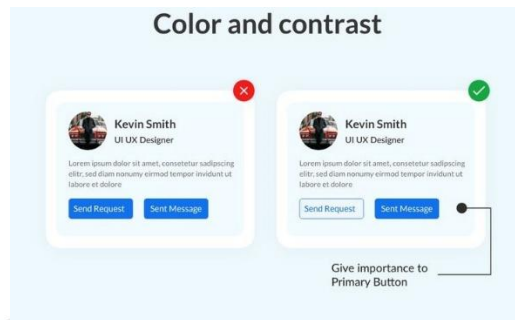 Color and contrast
Kevin Smith
UI UX Designer
Lorem ipsum dolor sit amet, consetetur sadipscing
elitr, sed diam nonumy eirmod tempor invidunt ut
labore et dolore
Send Request
Sent Message
Kevin Smith
UI UX Designer
Lorem ipsum dolor sit amet, consetetur sadipscing
elitr, sed diam nonumy eirmod tempor invidunt ut
labore et dolore
Send Request
Sent Message
Give importance to
Primary Button